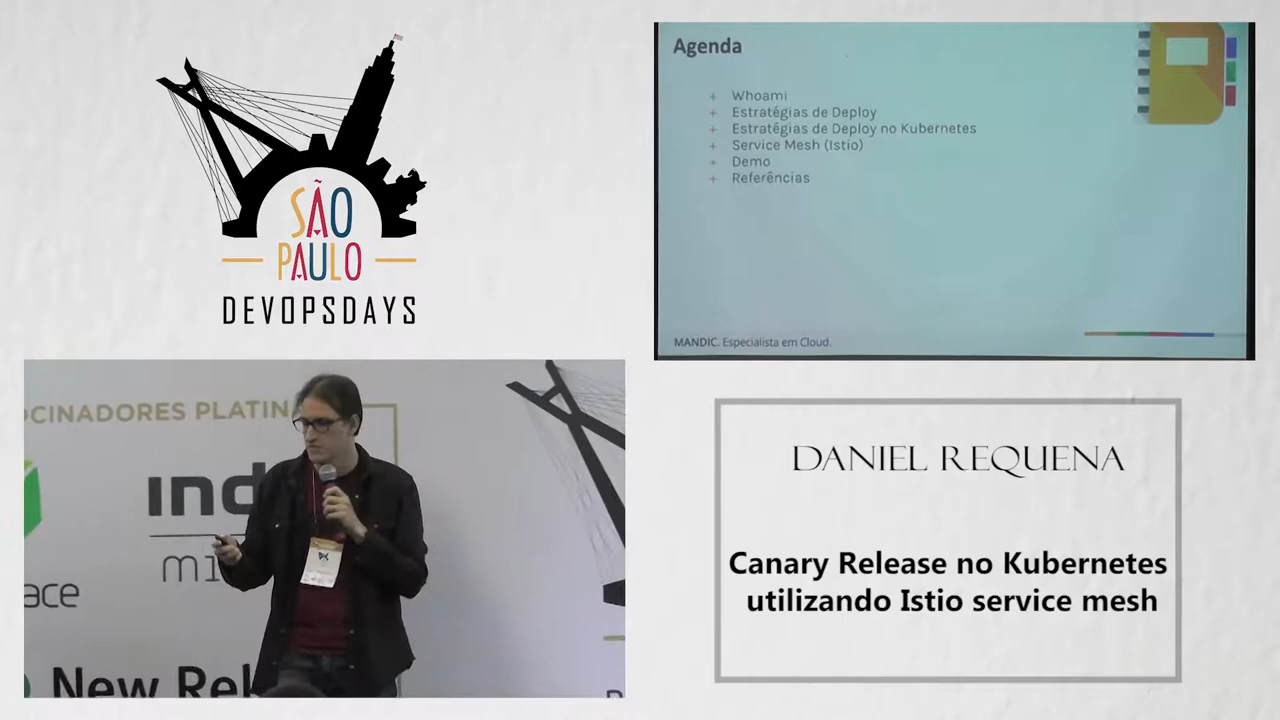 SÃO
PAULO
DEVOPSDAYS
Agenda
+ Whoami
+ Estratégias de Deploy
+ Estratégias de Deploy no Kubernetes
+ Service Mesh (Istio)
+ Demo
+ Referências
MANDIC. Especialista em Cloud.
OCINADORES PLATIN
ind
mi
ace
New Rel
DANIEL REQUENA
Canary Release no Kubernetes
utilizando Istio service mesh